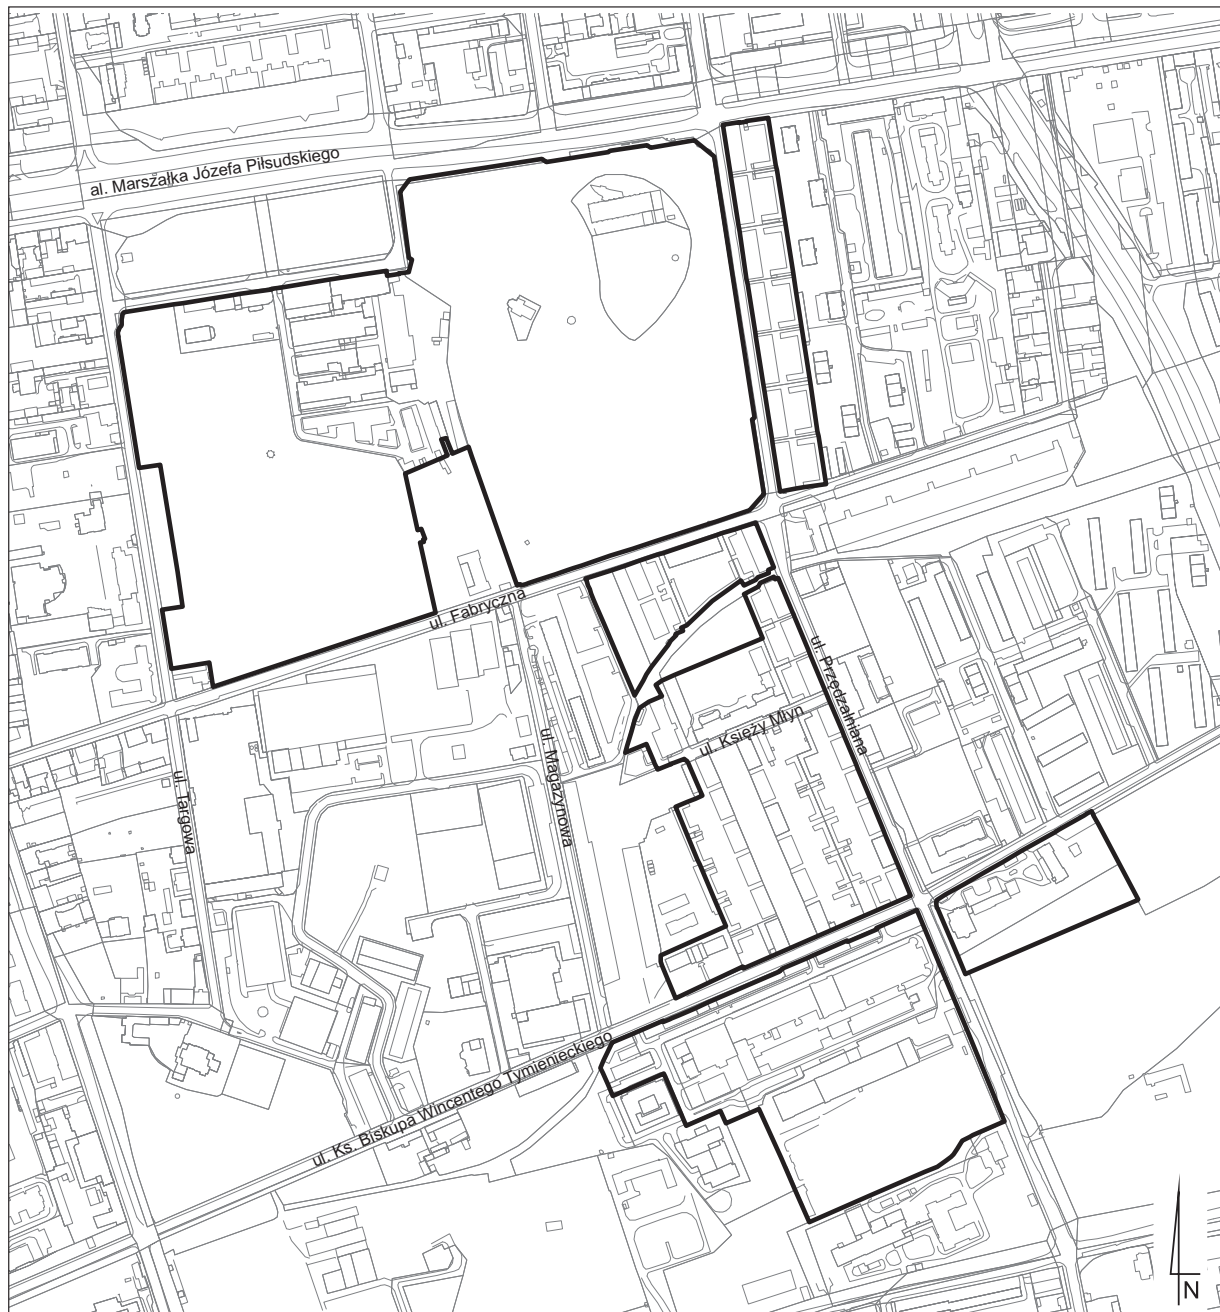 al. Marszałka Józefa Piłsudskiego
ul. Fabryczna
ul. Przędzalniana
ul. Księży Młyn
ul. Magazynowa
ul. Targowa
ul. Ks. Biskupa Wincentego Tymienieckiego
N